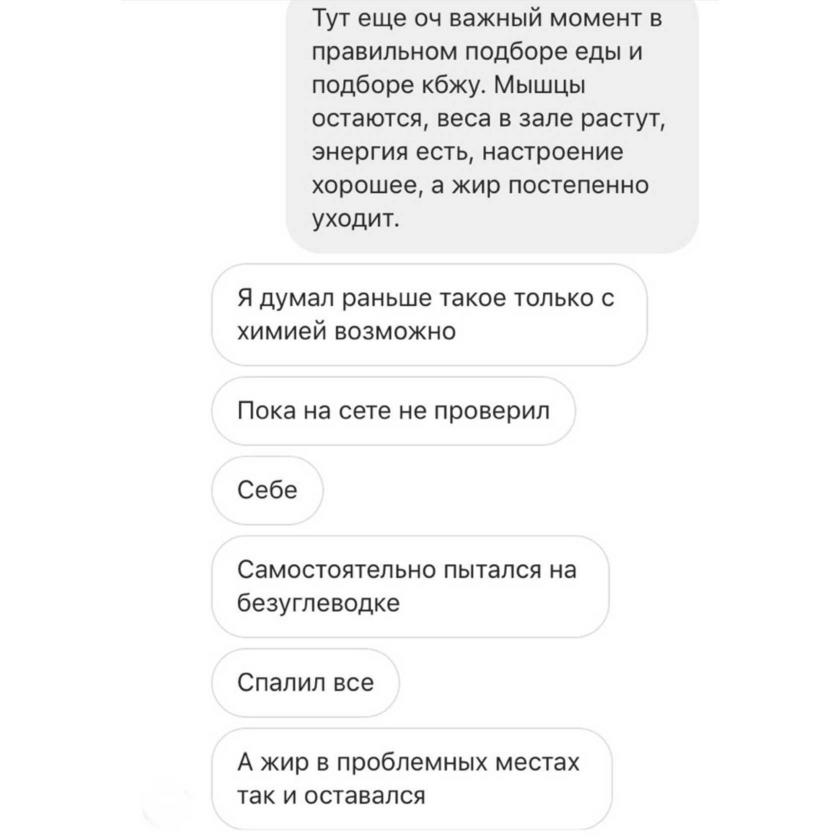 Тут еще оч важный момент в
правильном подборе еды и
подборе кбжу. Мышцы
остаются, веса в зале растут,
энергия есть, настроение
хорошее, а жир постепенно
уходит.
Я думал раньше такое только с
химией возможно
Пока на сете не проверил
Себе
Самостоятельно пытался на
безуглеводке
Спалил все
А жир в проблемных местах
так и оставался